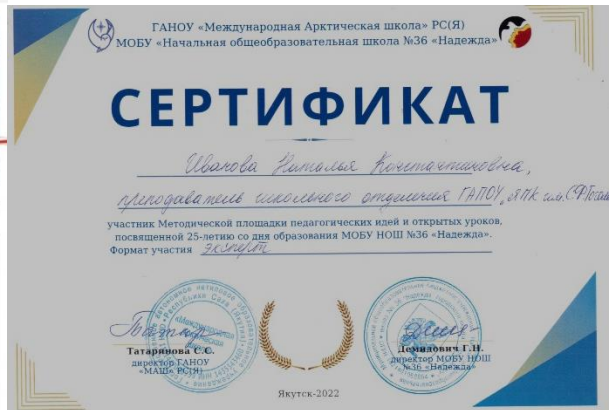 ГАНОУ «Международная Арктическая школа» РС(Я)
МОБУ «Начальная общеобразовательная школа №36 «Надежда»
СЕРТИФИКАТ
Иванова Наталья Константиновна,
преподаватель школьного отделения ГАПОУ "ЯПК им. С.Ф. Гоголева
участник Методической площадки педагогических идей и открытых уроков,
посвященной 25-летию со дня образования МОБУ НОШ №36 «Надежда».
Формат участия эксперт
Татаринова С.С.
директор ГАНОУ
«МАШ» РС(Я)
Демидович Г.Н.
директор МОБУ НОШ
№36 «Надежда»
Якутск-2022